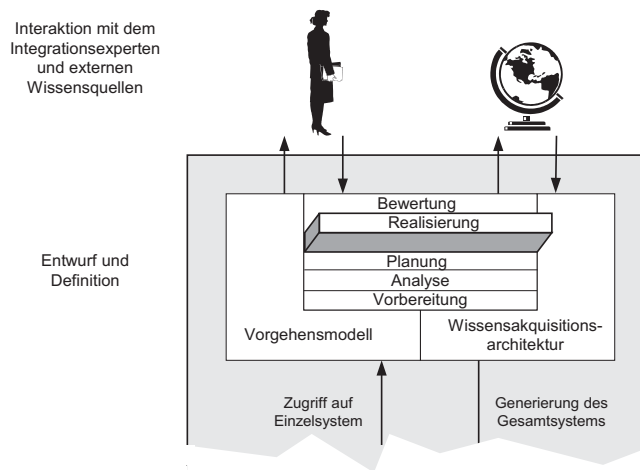 Interaktion mit dem
Integrationsexperten
und externen
Wissensquellen
Entwurf und
Definition
Bewertung
Realisierung
Planung
Analyse
Vorbereitung
Vorgehensmodell
Wissensakquisitions-
architektur
Zugriff auf
Einzelsystem
Generierung des
Gesamtsystems